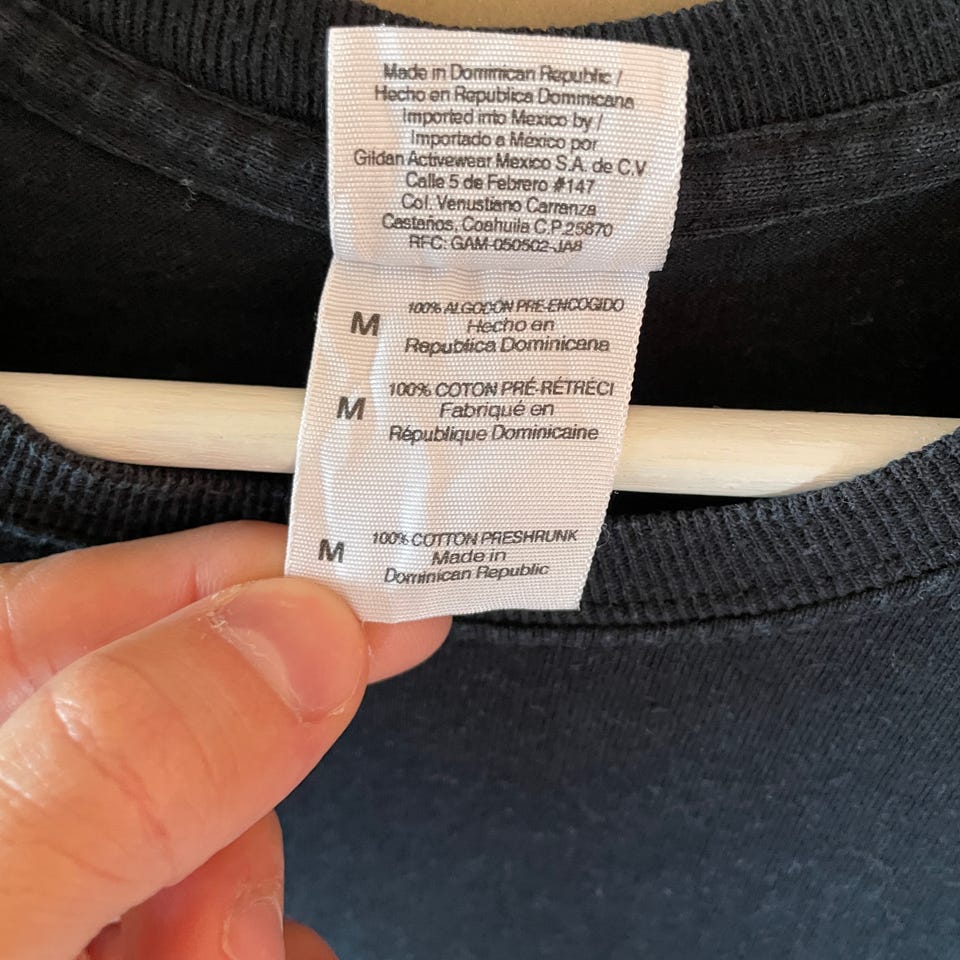 Made in Dominican Republic /
Hecho en Republica Dominicana
Imported into Mexico by /
Importado a México por
Gildan Activewear Mexico S.A. de C.V
Calle 5 de Febrero #147
Col. Venustiano Carranza
Castaños, Coahuila C.P.25870
RFC: GAM-050502-JA8
M 100% ALGODÓN PRE-ENCOGIDO
Hecho en
Republica Dominicana
M 100% COTON PRÉ-RÉTRÉCI
Fabriqué en
République Dominicaine
M 100% COTTON PRESHRUNK
Made in
Dominican Republic